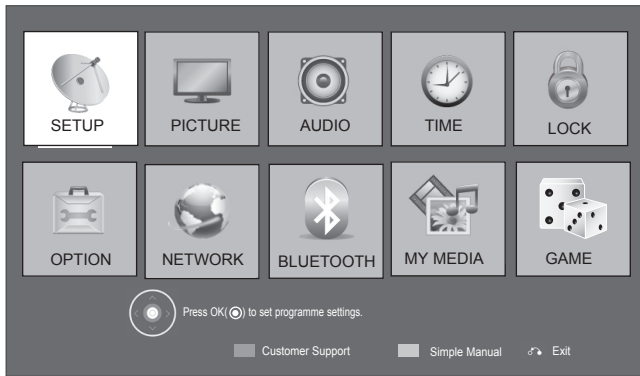 SETUP PICTURE AUDIO TIME LOCK
OPTION NETWORK BLUETOOTH MY MEDIA GAME
Press OK(◉) to set programme settings.
Customer Support Simple Manual Exit